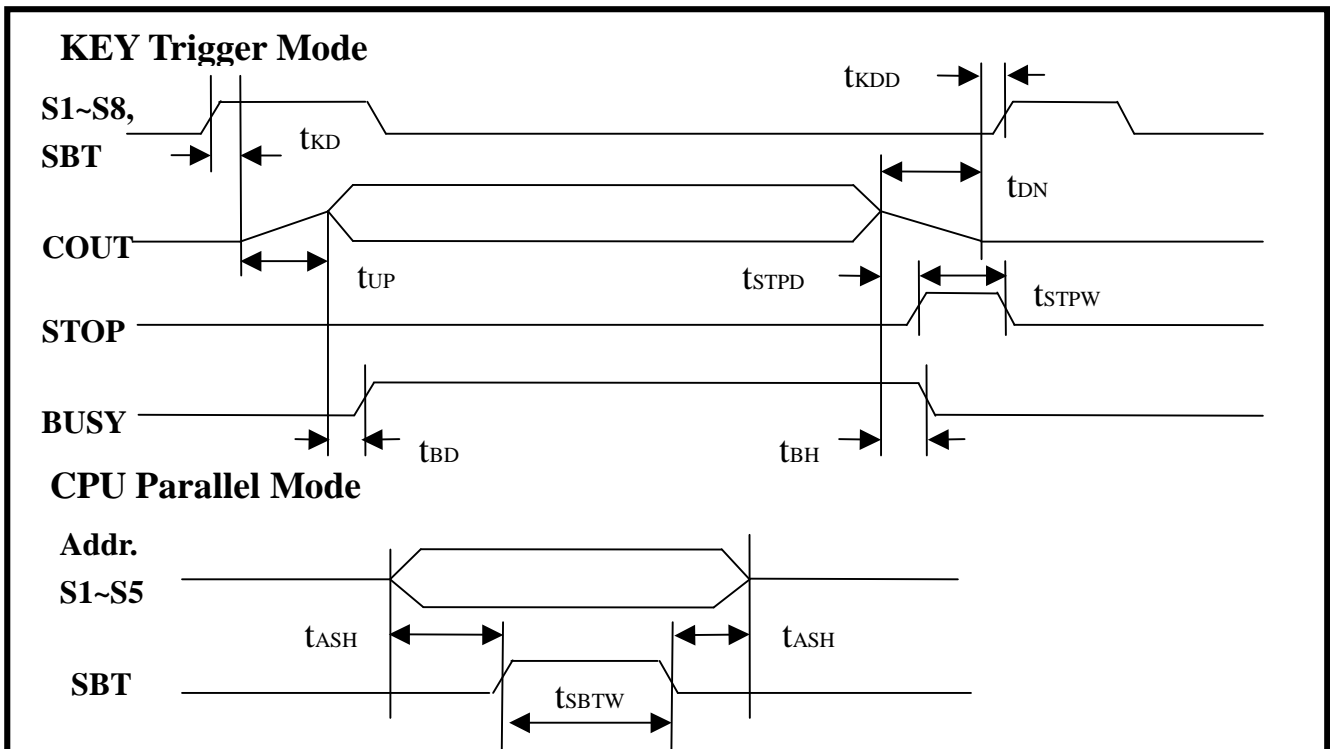 KEY Trigger Mode
tKDD
S1~S8,
SBT
tKD
tDN
COUT
tUP
tSTPD
tSTPW
STOP
BUSY
tBD
tBH
CPU Parallel Mode
Addr.
S1~S5
tASH
tASH
SBT
tSBTW